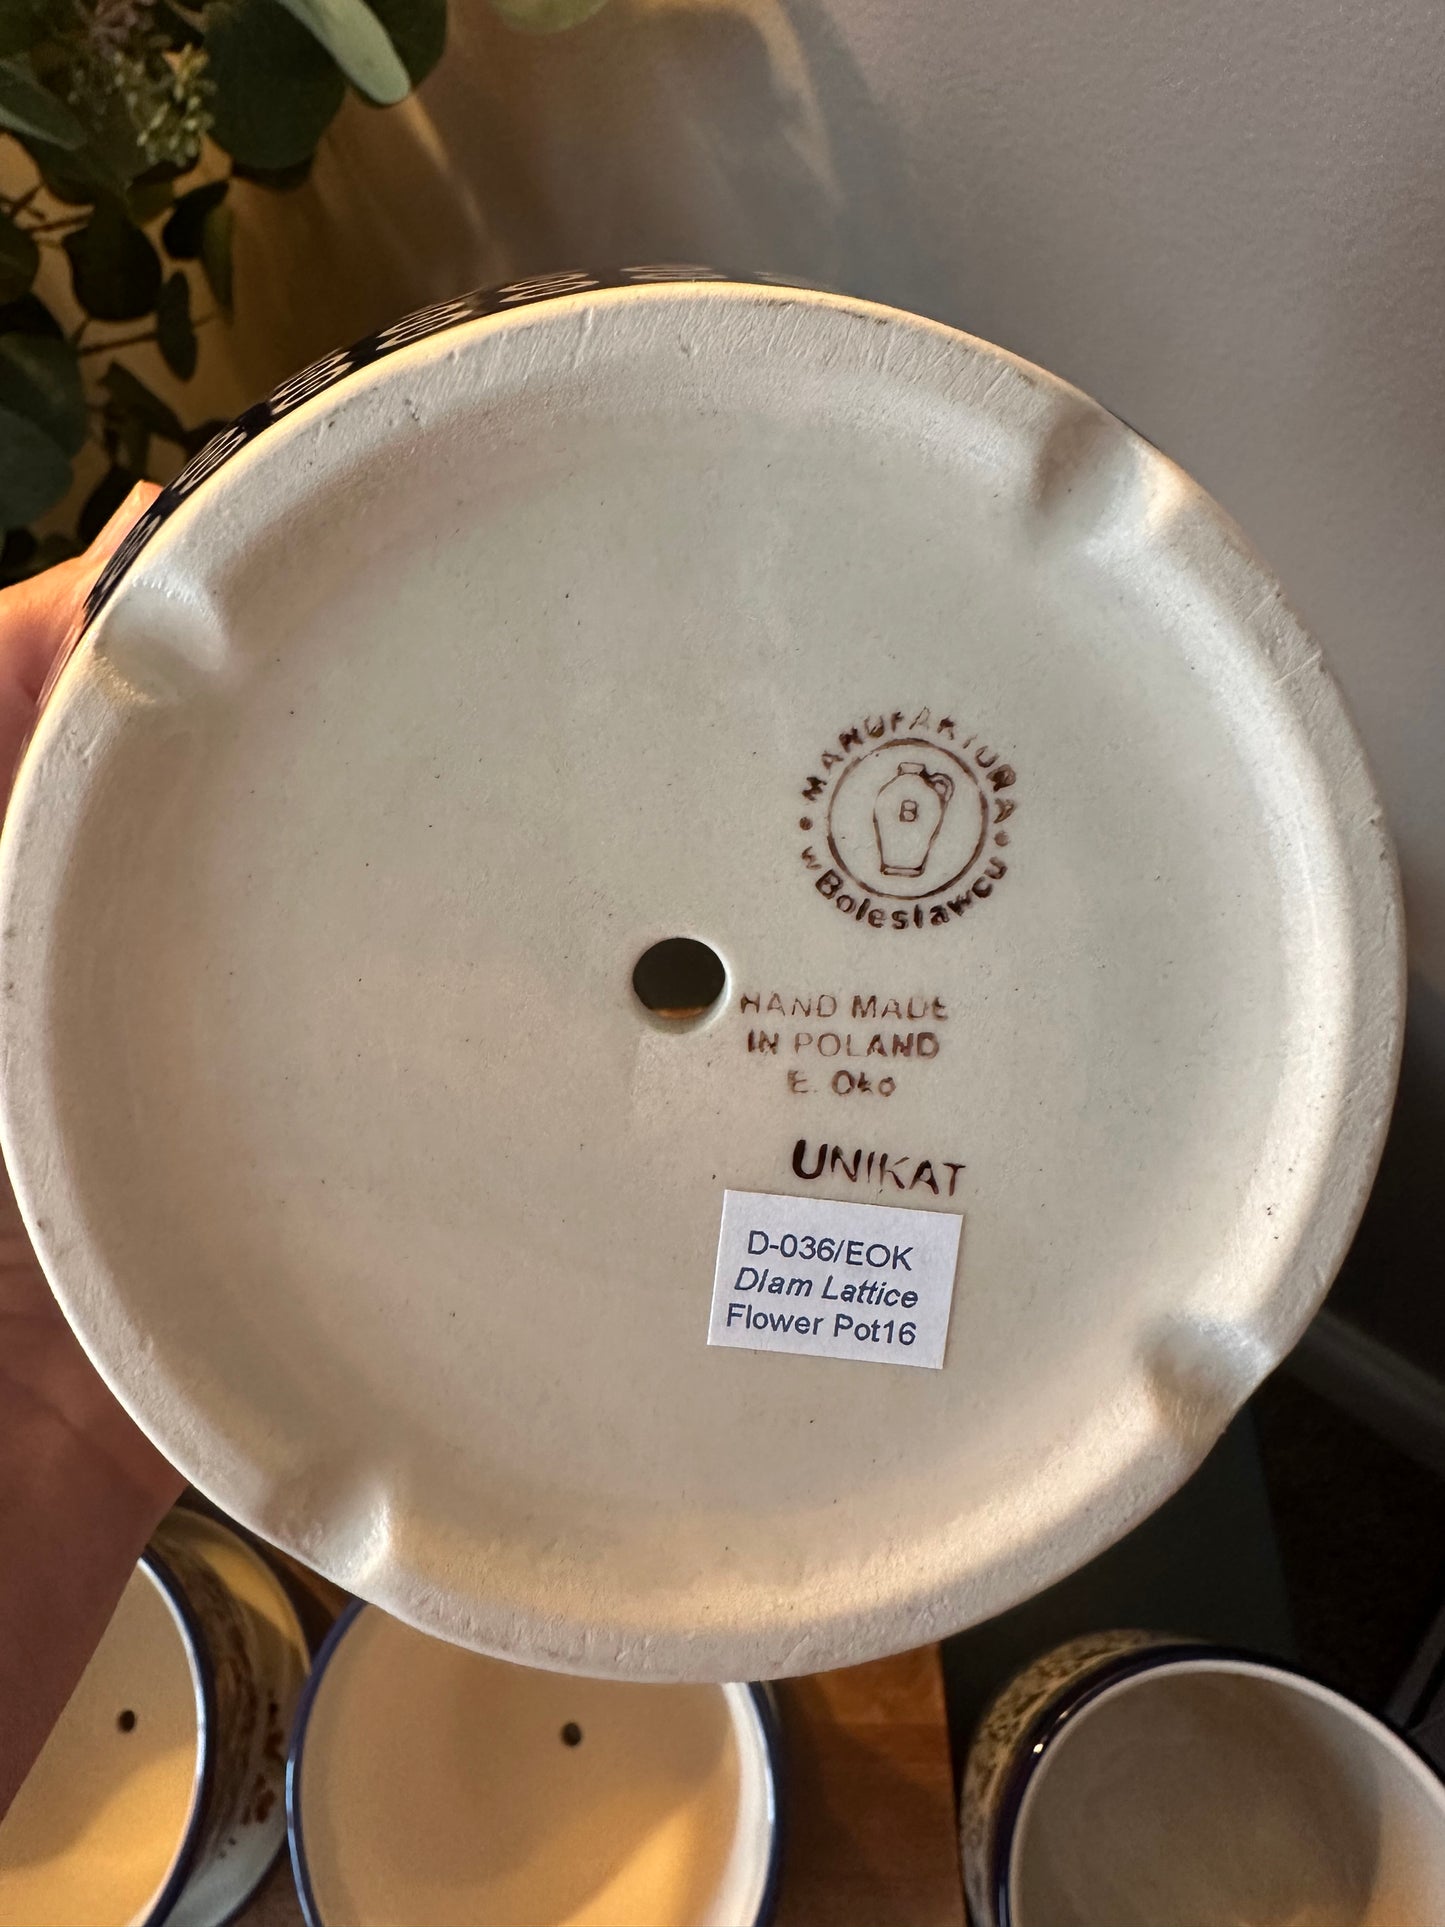 MANUFAKTURA
B
w Bolesławcu
HAND MADE
IN POLAND
E. Oko
UNIKAT
D-036/EOK
Dlam Lattice
Flower Pot16